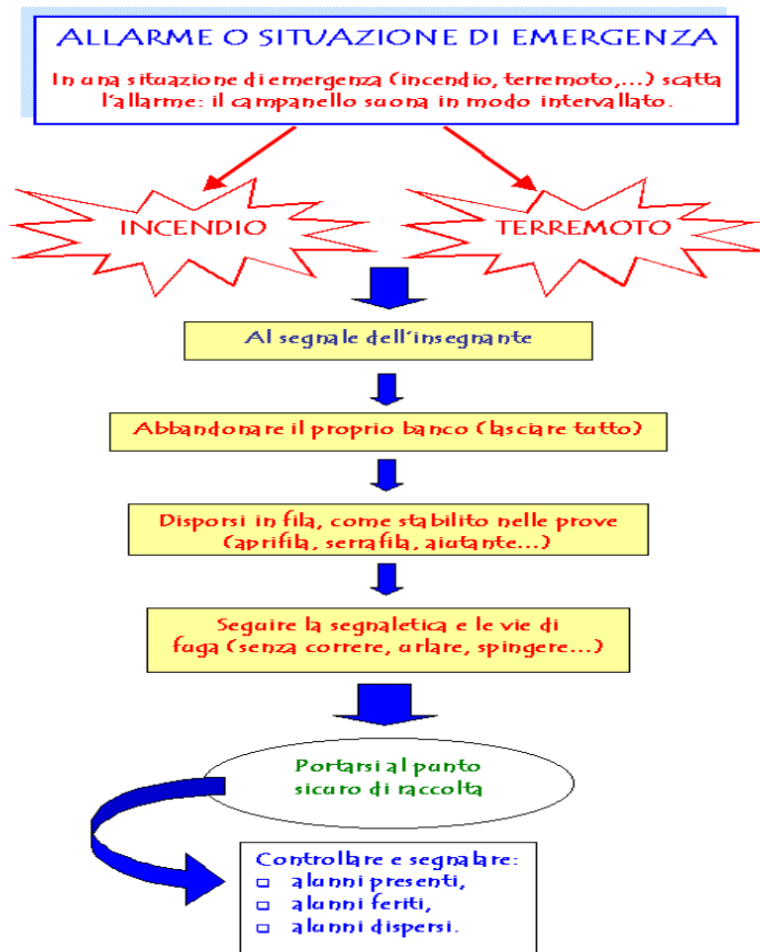 ALLARME O SITUAZIONE DI EMERGENZA
In una situazione di emergenza (incendio, terremoto,...) scatta
l'allarme: il campanello suona in modo intervallato.
INCENDIO
TERREMOTO
Al segnale dell'insegnante
Abbandonare il proprio banco (lasciare tutto)
Disporsi in fila, come stabilito nelle prove
(aprifila, serrafila, aiutante...)
Seguire la segnaletica e le vie di
fuga (senza correre, urlare, spingere...)
Portarsi al punto
sicuro di raccolta
Controllare e segnalare:
❑ alunni presenti,
❑ alunni feriti,
❑ alunni dispersi.